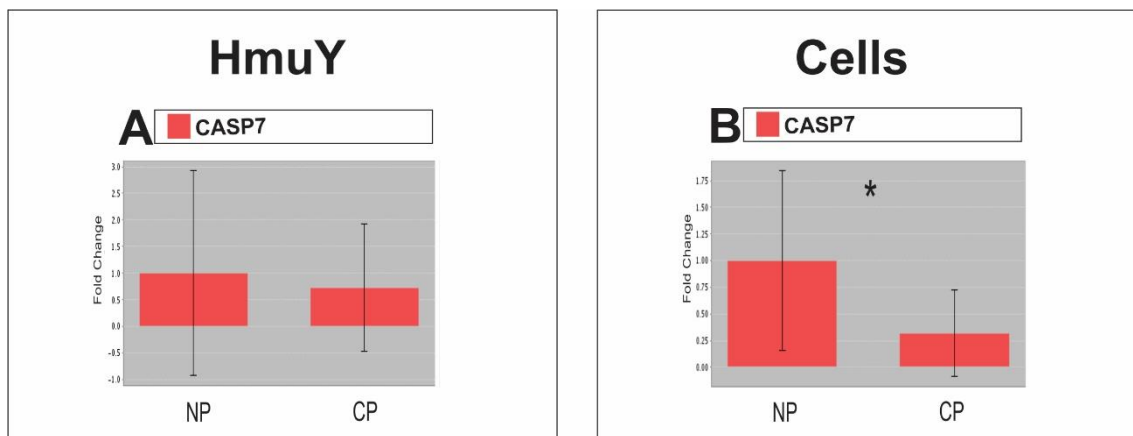 HmuY
A CASP7
3.0
2.5
2.0
1.5
1.0
0.5
0.0
-0.5
-1.0
Fold Change
NP CP
Cells
B CASP7
*
1.75
1.50
1.25
1.00
0.75
0.50
0.25
0.00
Fold Change
NP CP